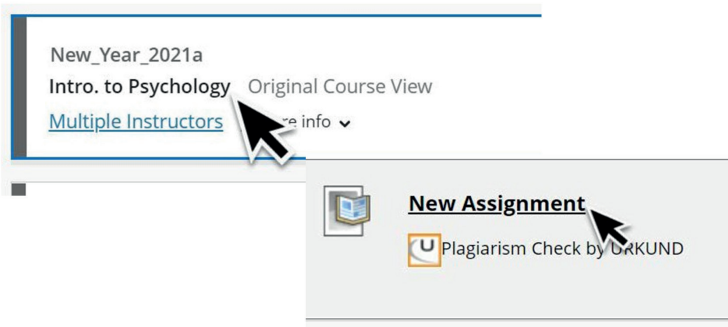 New_Year_2021a
Intro. to Psychology Original Course View
Multiple Instructors info
New Assignment
U Plagiarism Check by URKUND